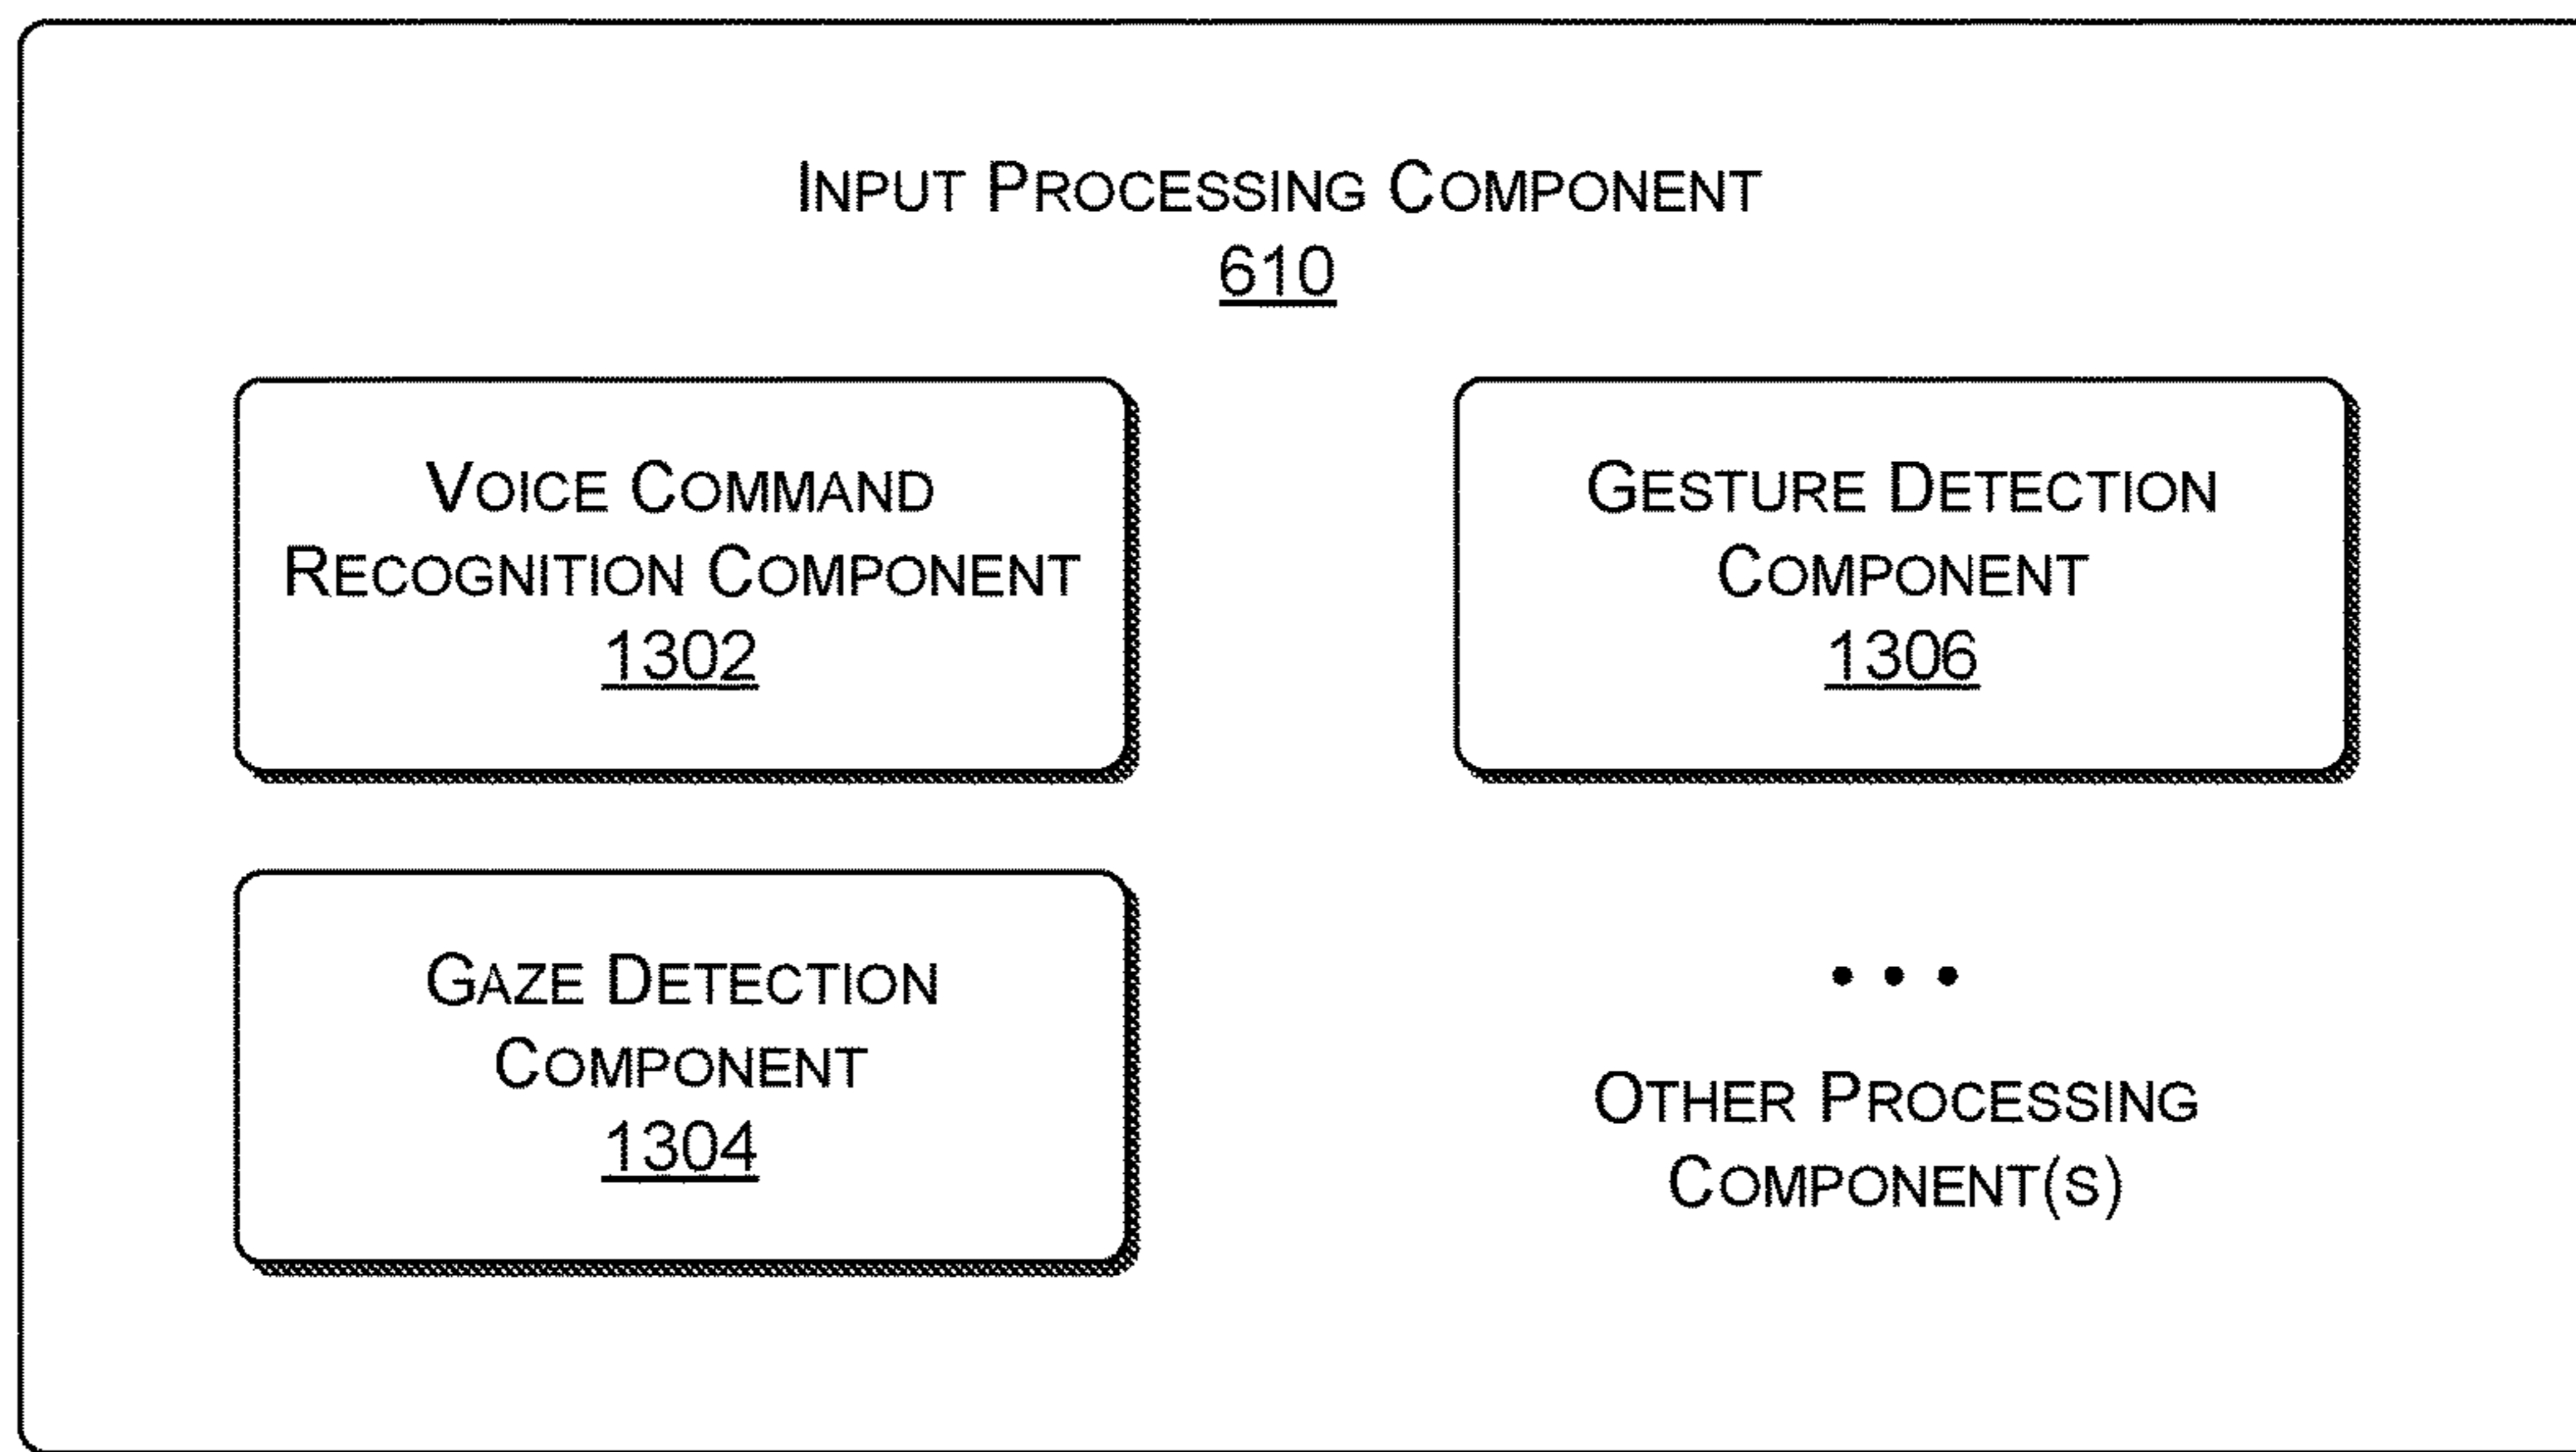 INPUT PROCESSING COMPONENT
610
VOICE COMMAND
RECOGNITION COMPONENT
1302
GESTURE DETECTION
COMPONENT
1306
GAZE DETECTION
COMPONENT
1304
• • •
OTHER PROCESSING
COMPONENT(S)